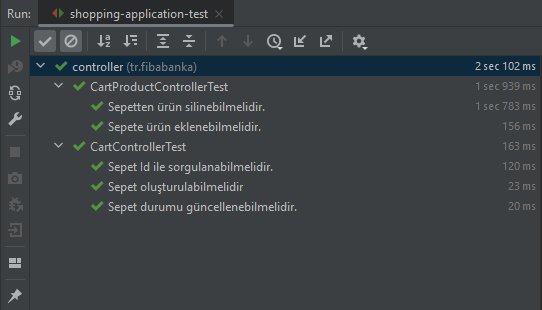 Run: shopping-application-test
controller (tr.fibabanka) 2 sec 102 ms
CartProductControllerTest 1 sec 939 ms
Sepetten ürün silinebilmelidir. 1 sec 783 ms
Sepete ürün eklenebilmelidir. 156 ms
CartControllerTest 163 ms
Sepet Id ile sorgulanabilmelidir. 120 ms
Sepet oluşturulabilmelidir 23 ms
Sepet durumu güncellenebilmelidir. 20 ms